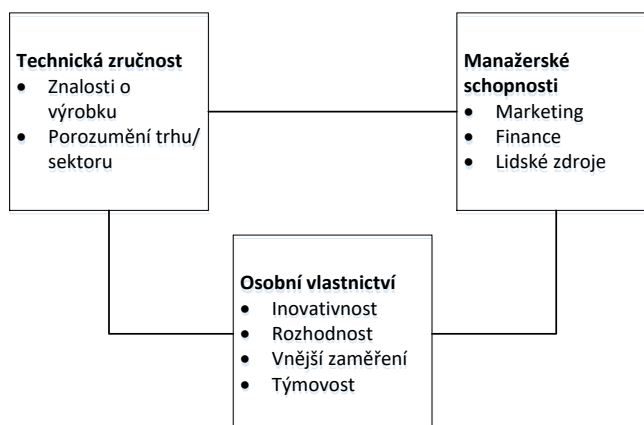 Technická zručnost
• Znalosti o
výrobku
• Porozumění trhu/
sektoru
Manažerské
schopnosti
• Marketing
• Finance
• Lidské zdroje
Osobní vlastnictví
• Inovativnost
• Rozhodnost
• Vnější zaměření
• Týmovost